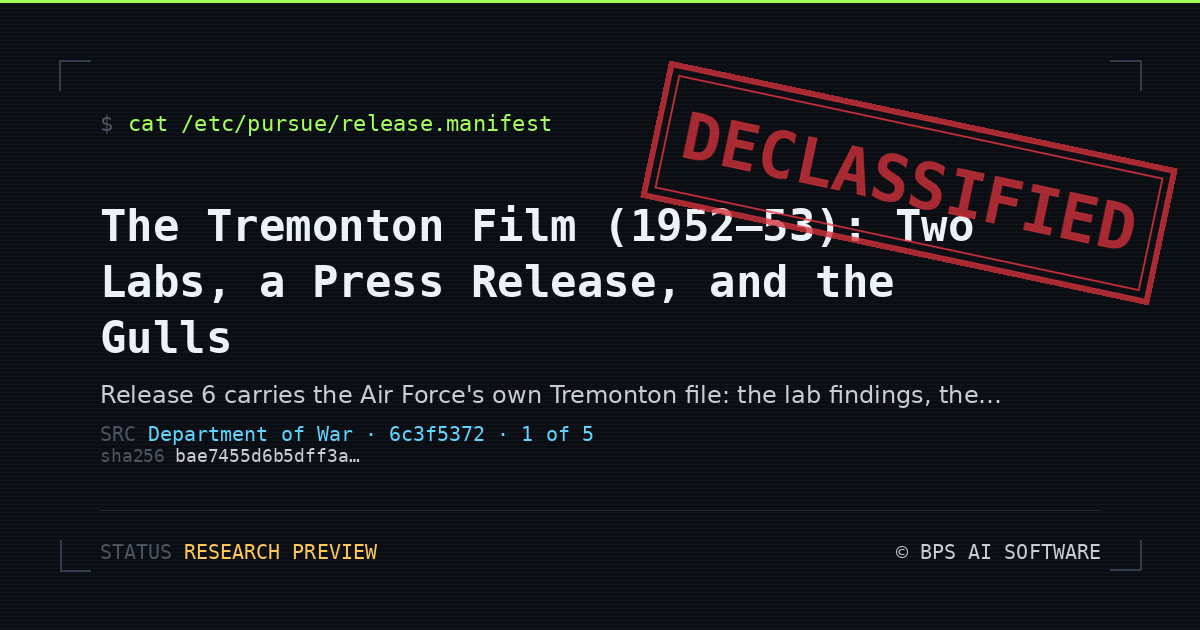 $ cat /etc/pursue/release.manifest
DECLASSIFIED
The Tremonton Film (1952–53): Two
Labs, a Press Release, and the
Gulls
Release 6 carries the Air Force's own Tremonton file: the lab findings, the…
SRC Department of War · 6c3f5372 · 1 of 5
sha256 bae7455d6b5dff3a…
STATUS RESEARCH PREVIEW
© BPS AI SOFTWARE